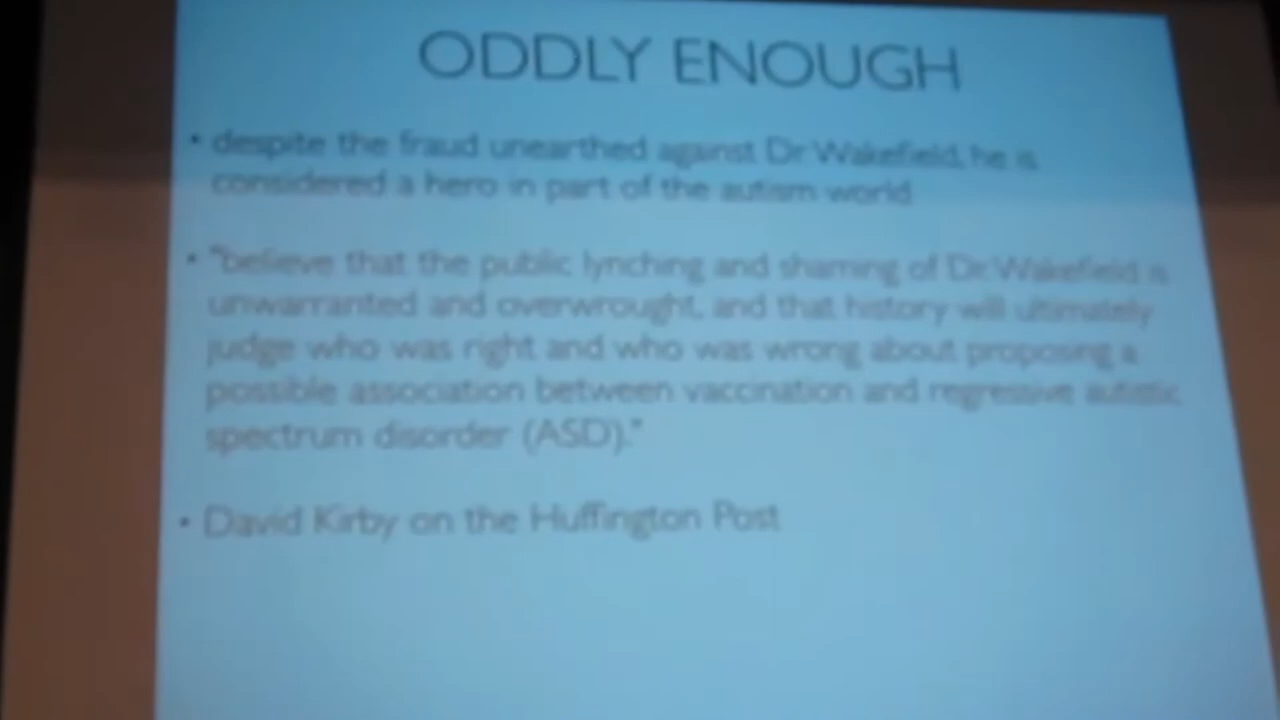 ODDLY ENOUGH
• despite the fraud unearthed against Dr Wakefield, he is
considered a hero in part of the autism world
• "believe that the public lynching and shaming of Dr. Wakefield is
unwarranted and overwrought, and that history will ultimately
judge who was right and who was wrong about proposing a
possible association between vaccination and regressive autistic
spectrum disorder (ASD)."
• David Kirby on the Huffington Post